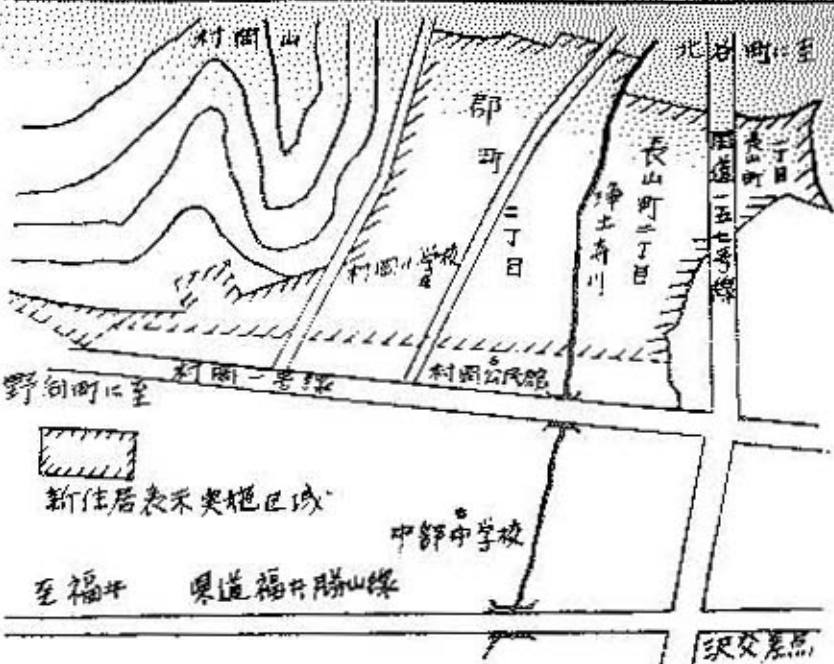 村岡山
北谷町に至
郡町二丁目
長山町二丁目
浄土寺川
国道一五七号線
長山町一丁目
村岡小学校
村岡一号線
村岡公民館
野向町に至
新住居表示実施区域
中部中学校
至福井
県道福井勝山線
沢交差点